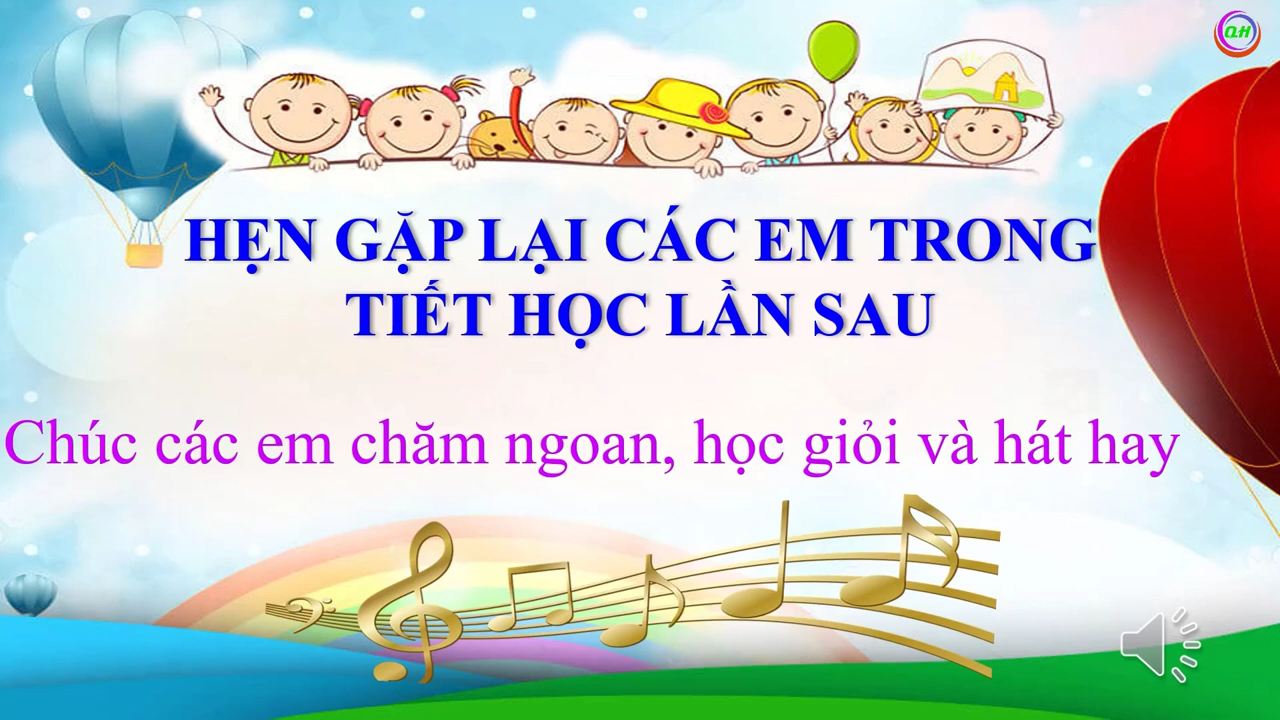 QH
HẸN GẶP LẠI CÁC EM TRONG
TIẾT HỌC LẦN SAU
Chúc các em chăm ngoan, học giỏi và hát hay